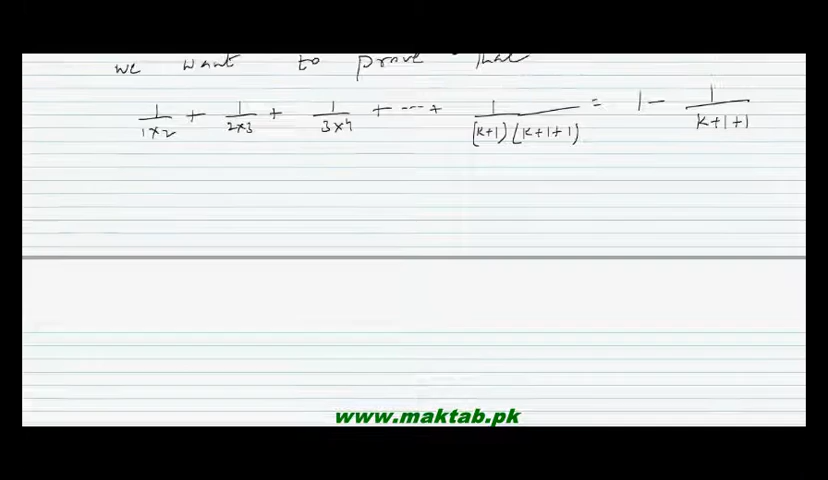 we want to prove that
1/1×2 + 1/2×3 + 1/3×4 + ---- + 1/(k+1)(k+1+1) = 1 - 1/k+1+1
www.maktab.pk